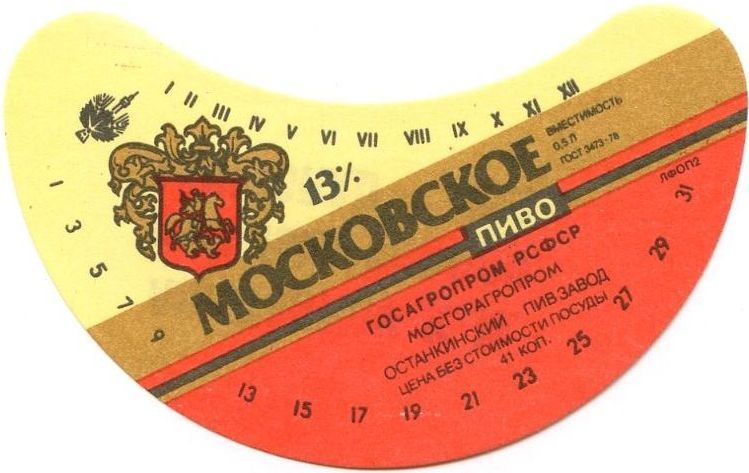 I II III IV V VI VII VIII IX X XI XII
13%
МОСКОВСКОЕ
ВМЕСТИМОСТЬ
0,5 Л
ГОСТ 3473-78
ПИВО
ЛФОП2
ГОСАГРОПРОМ РСФСР
МОСГОРАГРОПРОМ
ОСТАНКИНСКИЙ ПИВ ЗАВОД
ЦЕНА БЕЗ СТОИМОСТИ ПОСУДЫ
41 КОП.
1 3 5 7 9 13 15 17 19 21 23 25 27 29 31